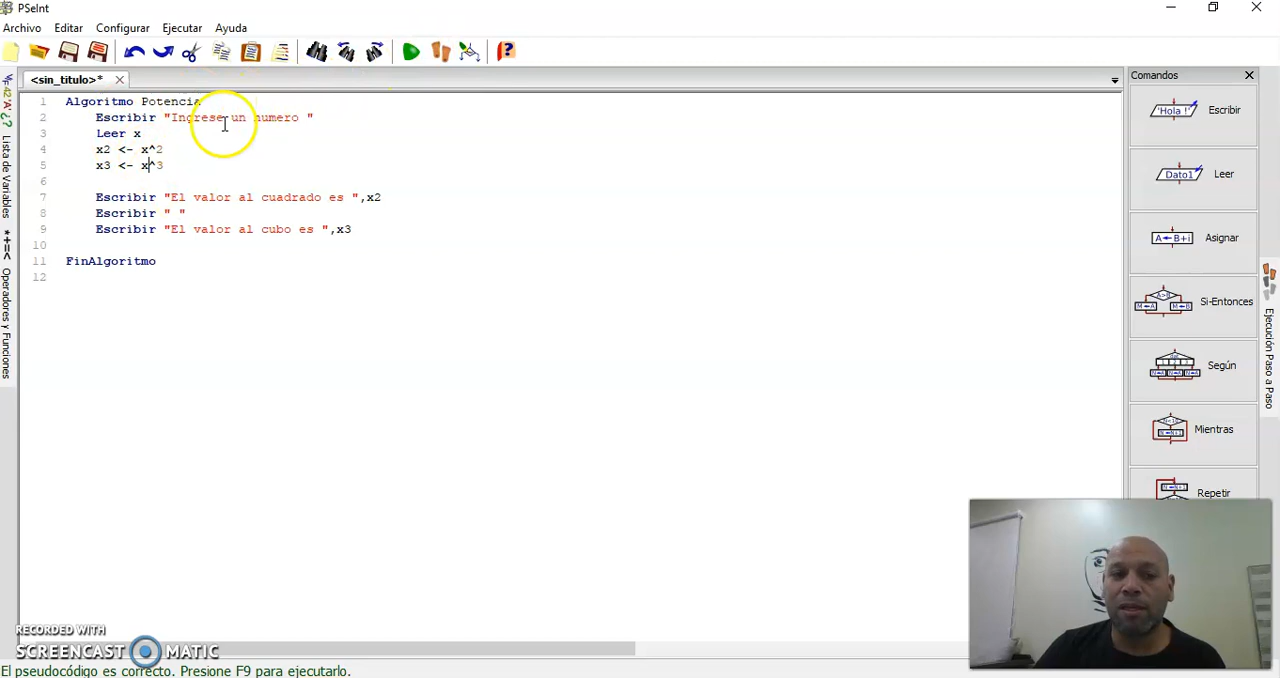 PSeInt
Archivo Editar Configurar Ejecutar Ayuda
<sin_titulo>*
1 Algoritmo Potencia
2 Escribir "Ingrese un numero "
3 Leer x
4 x2 <- x^2
5 x3 <- x^3
6
7 Escribir "El valor al cuadrado es ",x2
8 Escribir " "
9 Escribir "El valor al cubo es ",x3
10
11 FinAlgoritmo
12
Lista de Variables
Operadores y Funciones
Comandos
'Hola !' Escribir
Dato1 Leer
A←B+i Asignar
Si-Entonces
Según
Mientras
Repetir
Ejecución Paso a Paso
RECORDED WITH
SCREENCAST MATIC
El pseudocódigo es correcto. Presione F9 para ejecutarlo.